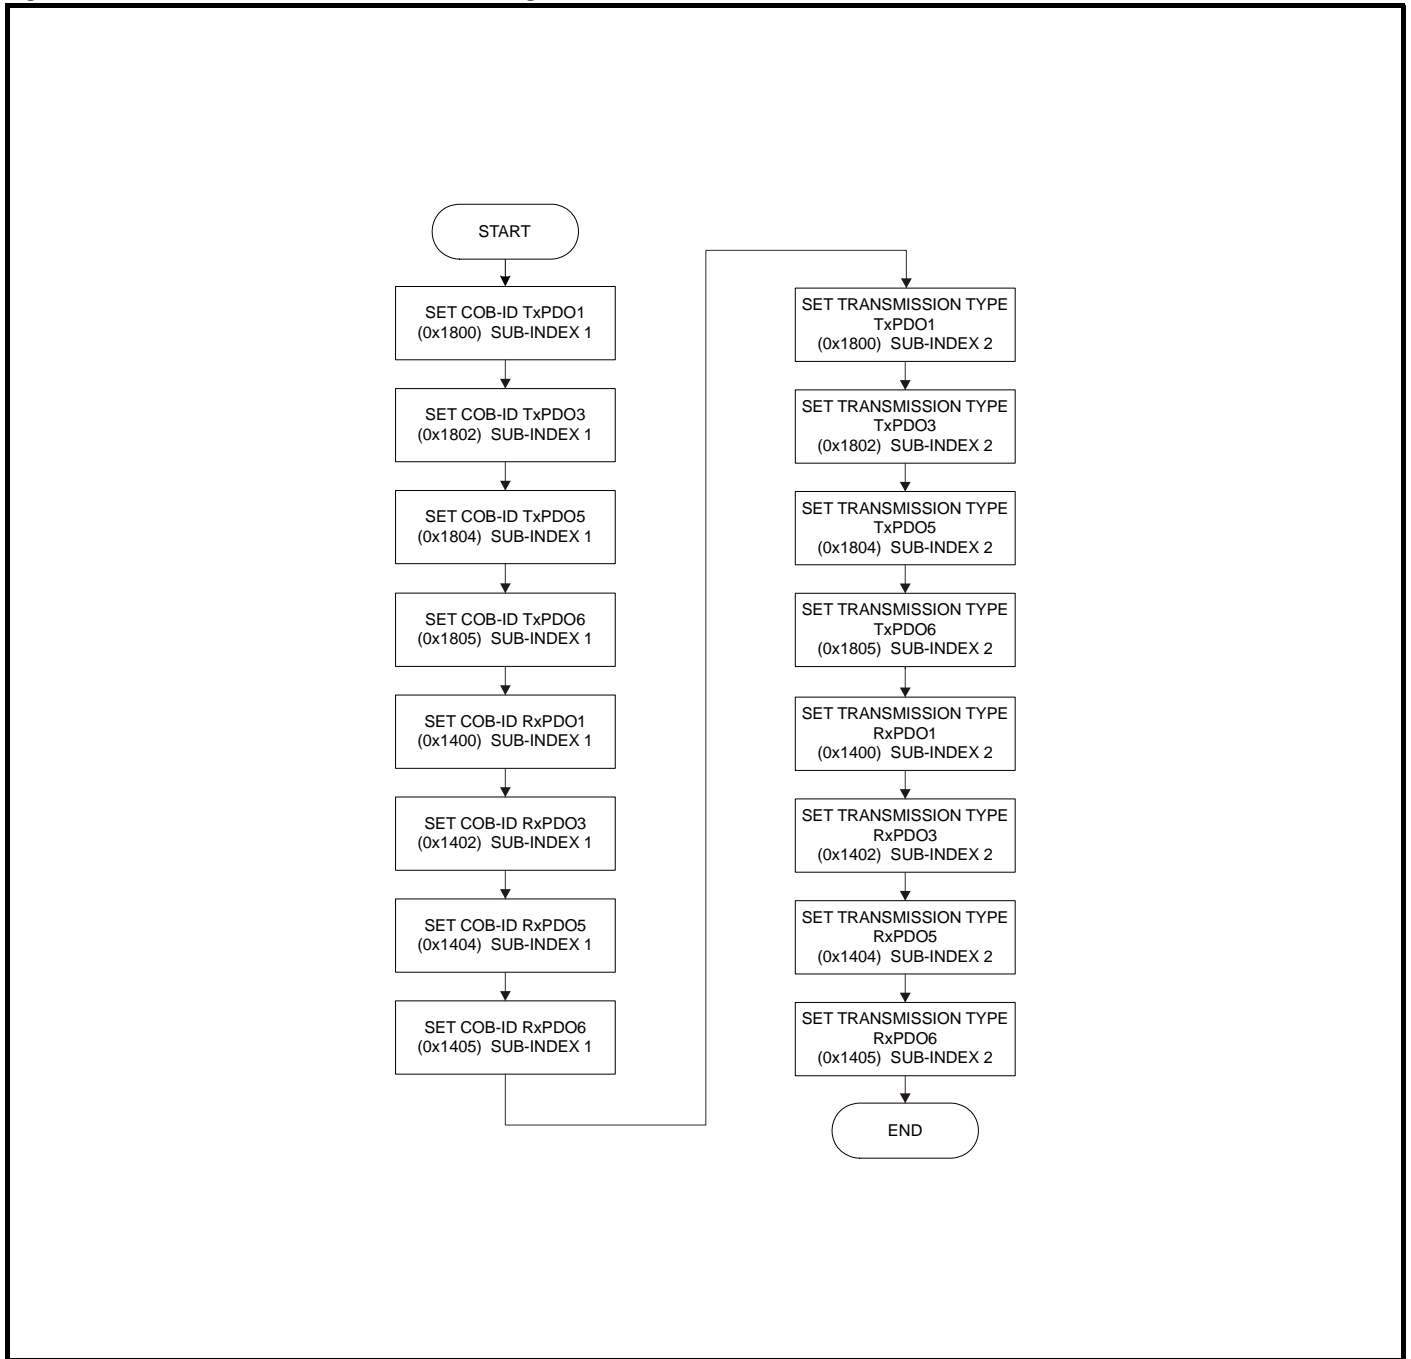 START
SET COB-ID TxPDO1
(0x1800) SUB-INDEX 1
SET COB-ID TxPDO3
(0x1802) SUB-INDEX 1
SET COB-ID TxPDO5
(0x1804) SUB-INDEX 1
SET COB-ID TxPDO6
(0x1805) SUB-INDEX 1
SET COB-ID RxPDO1
(0x1400) SUB-INDEX 1
SET COB-ID RxPDO3
(0x1402) SUB-INDEX 1
SET COB-ID RxPDO5
(0x1404) SUB-INDEX 1
SET COB-ID RxPDO6
(0x1405) SUB-INDEX 1
SET TRANSMISSION TYPE
TxPDO1
(0x1800) SUB-INDEX 2
SET TRANSMISSION TYPE
TxPDO3
(0x1802) SUB-INDEX 2
SET TRANSMISSION TYPE
TxPDO5
(0x1804) SUB-INDEX 2
SET TRANSMISSION TYPE
TxPDO6
(0x1805) SUB-INDEX 2
SET TRANSMISSION TYPE
RxPDO1
(0x1400) SUB-INDEX 2
SET TRANSMISSION TYPE
RxPDO3
(0x1402) SUB-INDEX 2
SET TRANSMISSION TYPE
RxPDO5
(0x1404) SUB-INDEX 2
SET TRANSMISSION TYPE
RxPDO6
(0x1405) SUB-INDEX 2
END